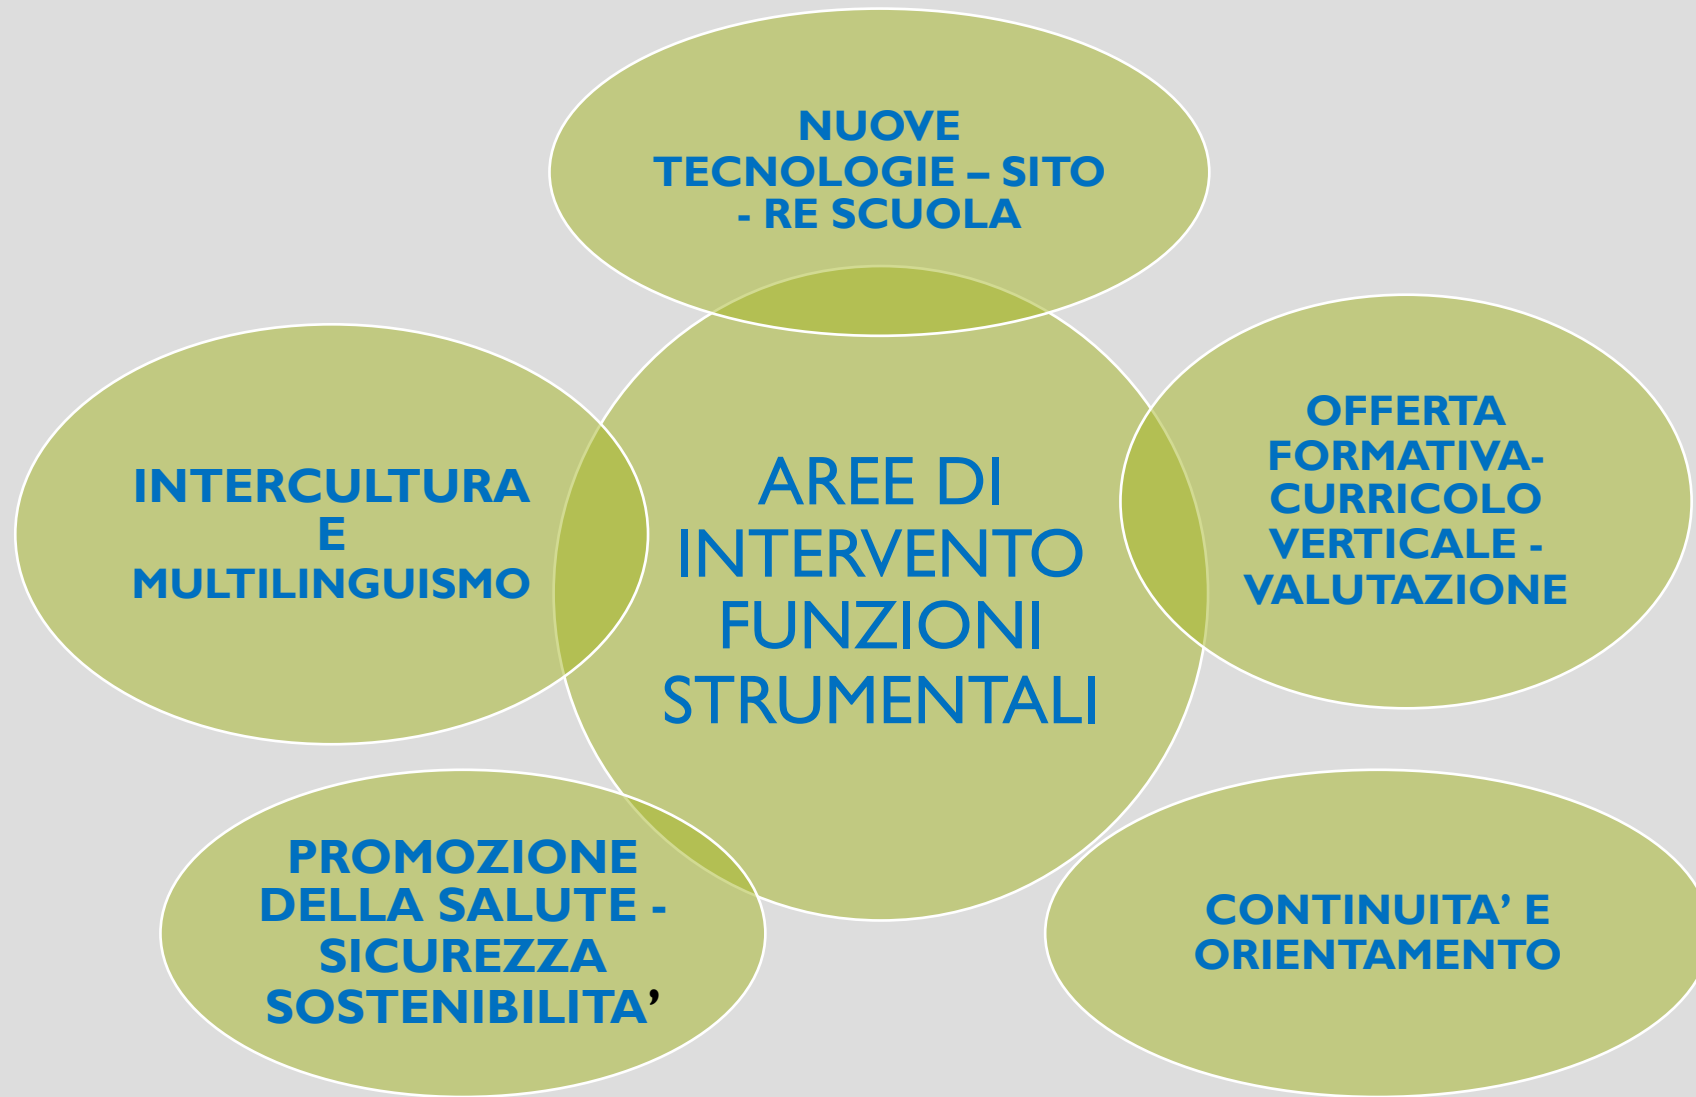 NUOVE
TECNOLOGIE – SITO
- RE SCUOLA
INTERCULTURA
E
MULTILINGUISMO
AREE DI
INTERVENTO
FUNZIONI
STRUMENTALI
OFFERTA
FORMATIVA-
CURRICOLO
VERTICALE -
VALUTAZIONE
PROMOZIONE
DELLA SALUTE -
SICUREZZA
SOSTENIBILITA’
CONTINUITA’ E
ORIENTAMENTO